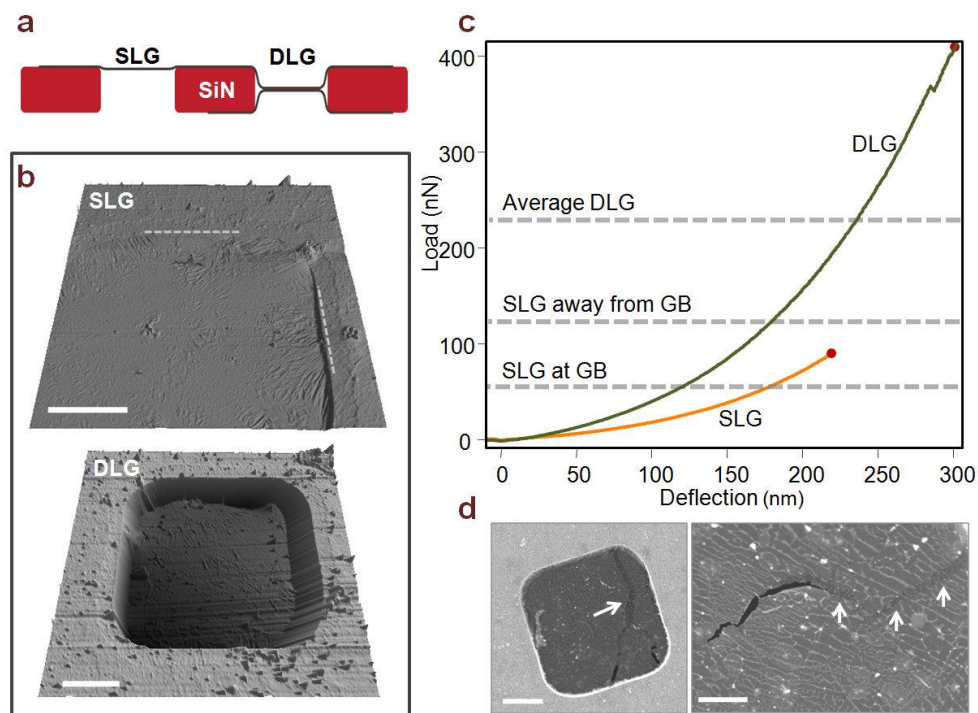 a
SLG
DLG
SiN
b
SLG
DLG
c
400
300
200
100
0
Load (nN)
DLG
Average DLG
SLG away from GB
SLG at GB
SLG
0
50
100
150
200
250
300
Deflection (nm)
d